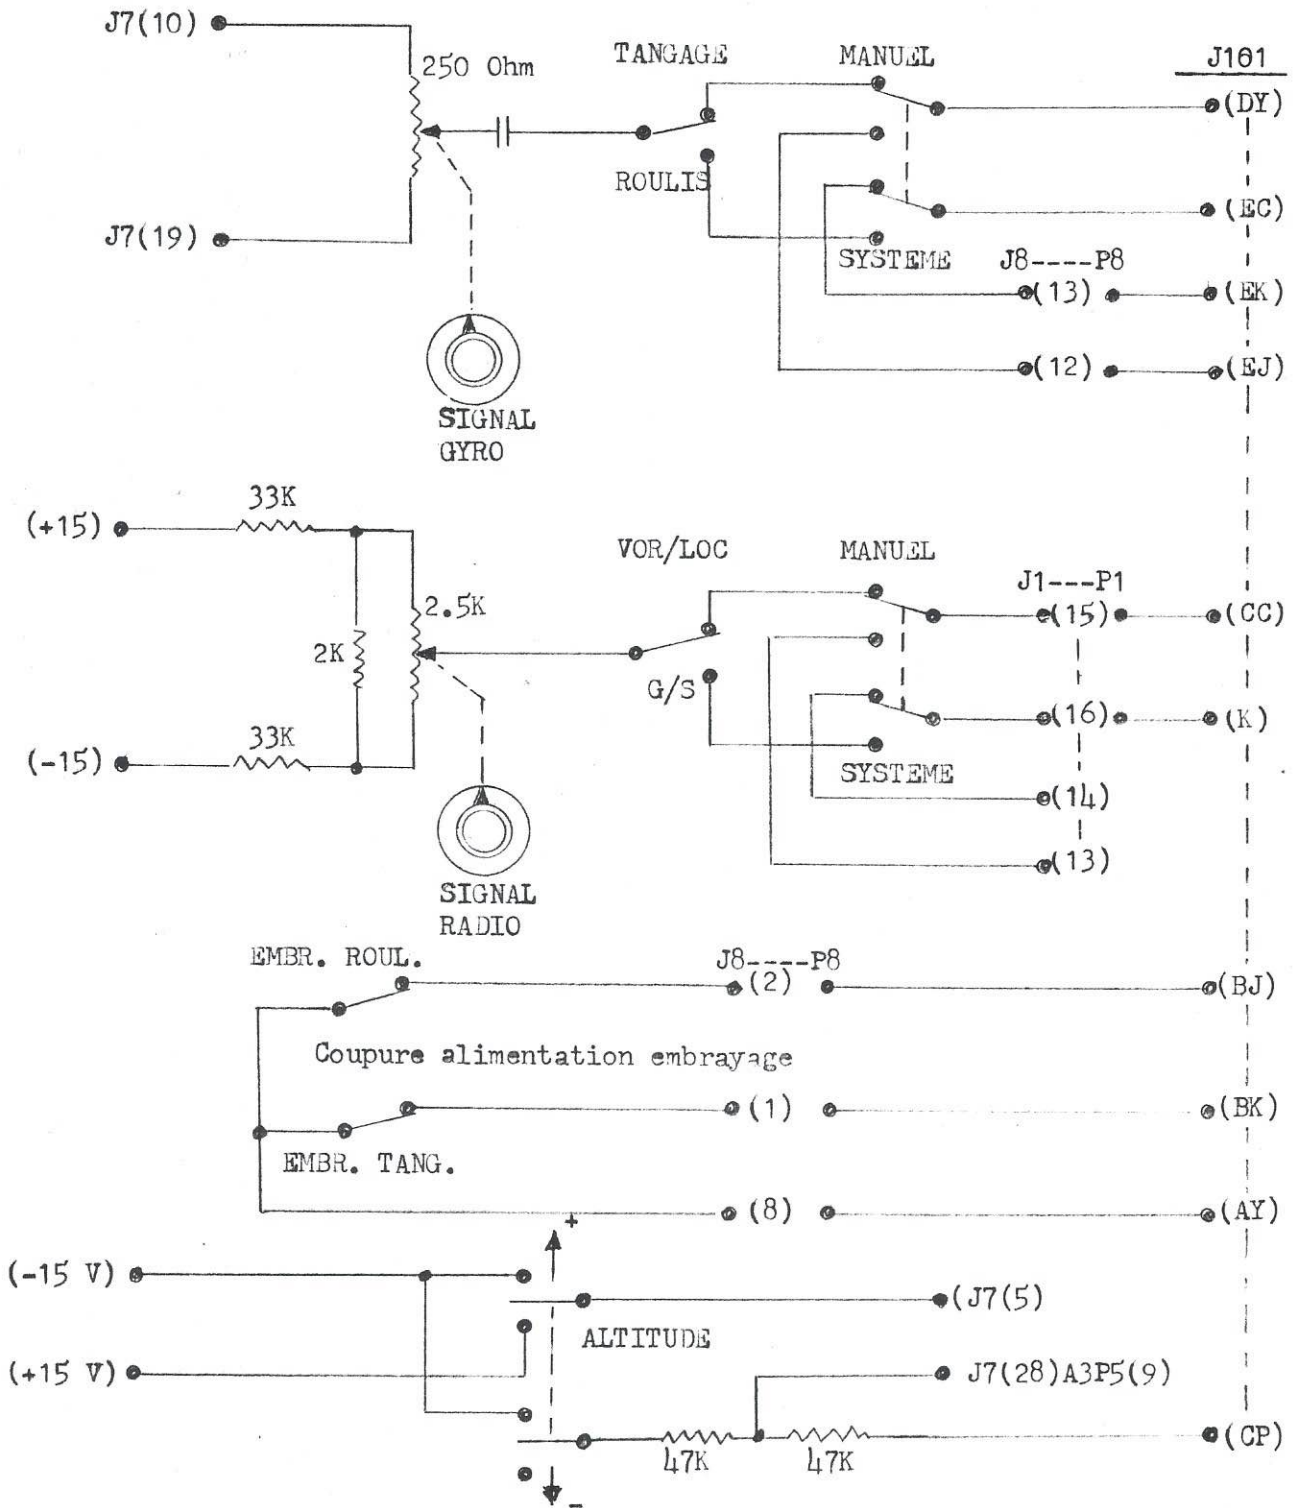 J7(10)
250 Ohm
TANGAGE
MANUEL
J101
(DY)
ROULIS
J7(19)
(EC)
SYSTEME
J8----P8
(13)
(EK)
(12)
(EJ)
SIGNAL
GYRO
33K
(+15)
VOR/LOC
MANUEL
J1---P1
2.5K
(15)
(CC)
2K
G/S
(16)
(K)
33K
(-15)
SYSTEME
(14)
(13)
SIGNAL
RADIO
EMBR. ROUL.
J8----P8
(2)
(BJ)
Coupure alimentation embrayage
(1)
(BK)
EMBR. TANG.
(8)
(AY)
+
(-15 V)
(J7(5)
ALTITUDE
(+15 V)
J7(28)A3P5(9)
(CP)
47K
47K
-